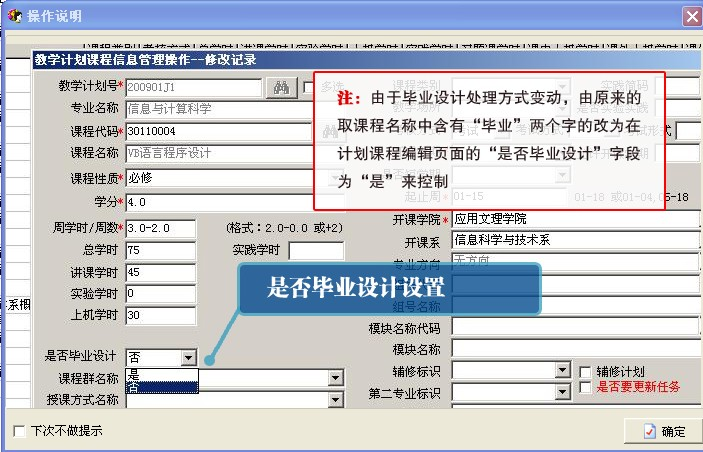 操作说明
教学计划课程信息管理操作--修改记录
教学计划号* 200901J1
专业名称 信息与计算科学
课程代码* 30110004
课程名称 VB语言程序设计
课程性质* 必修
学分* 4.0
周学时/周数* 3.0-2.0 (格式：2.0-0.0 或+2)
总学时 75 实践学时
讲课学时 45
实验学时 0
上机学时 30
是否毕业设计 否
是
否
课程群名称
授课方式名称
注：由于毕业设计处理方式变动，由原来的
取课程名称中含有“毕业”两个字的改为在
计划课程编辑页面的“是否毕业设计”字段
为“是”来控制
起止周* 01-15 01-18 或01-04,05-18
开课学院* 应用文理学院
开课系 信息科学与技术系
专业方向 无方向
组号名称
模块名称代码
模块名称
辅修标识 辅修计划
第二专业标识 是否要更新任务
是否毕业设计设置
下次不做提示
确定